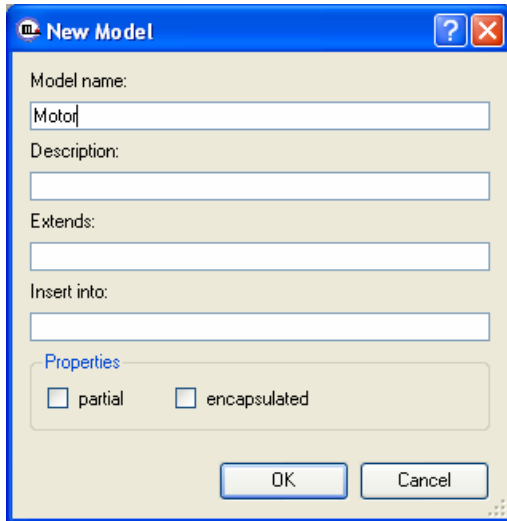 New Model
Model name:
Motor
Description:
Extends:
Insert into:
Properties
partial encapsulated
OK Cancel